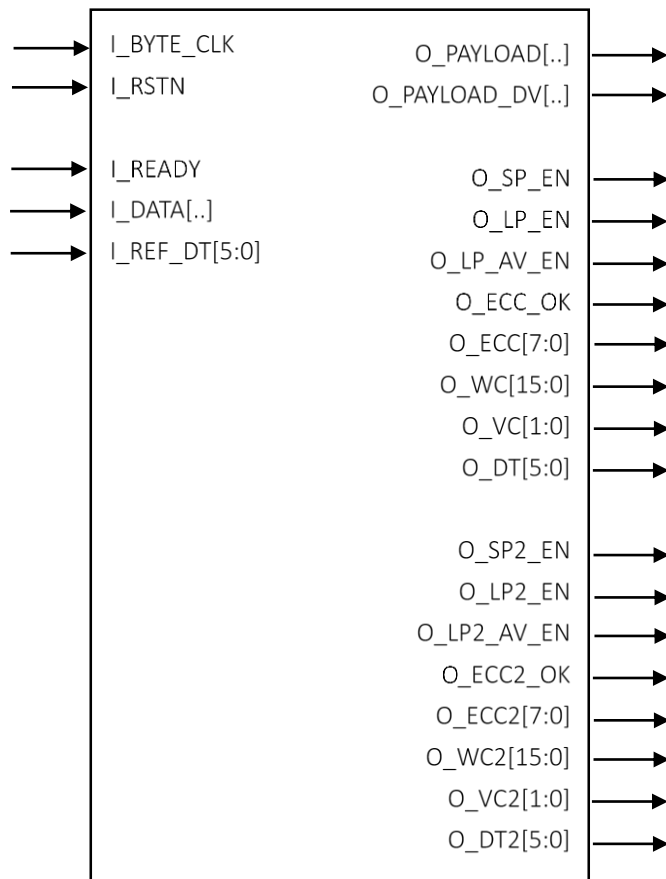 I_BYTE_CLK
I_RSTN
I_READY
I_DATA[..]
I_REF_DT[5:0]
O_PAYLOAD[..]
O_PAYLOAD_DV[..]
O_SP_EN
O_LP_EN
O_LP_AV_EN
O_ECC_OK
O_ECC[7:0]
O_WC[15:0]
O_VC[1:0]
O_DT[5:0]
O_SP2_EN
O_LP2_EN
O_LP2_AV_EN
O_ECC2_OK
O_ECC2[7:0]
O_WC2[15:0]
O_VC2[1:0]
O_DT2[5:0]